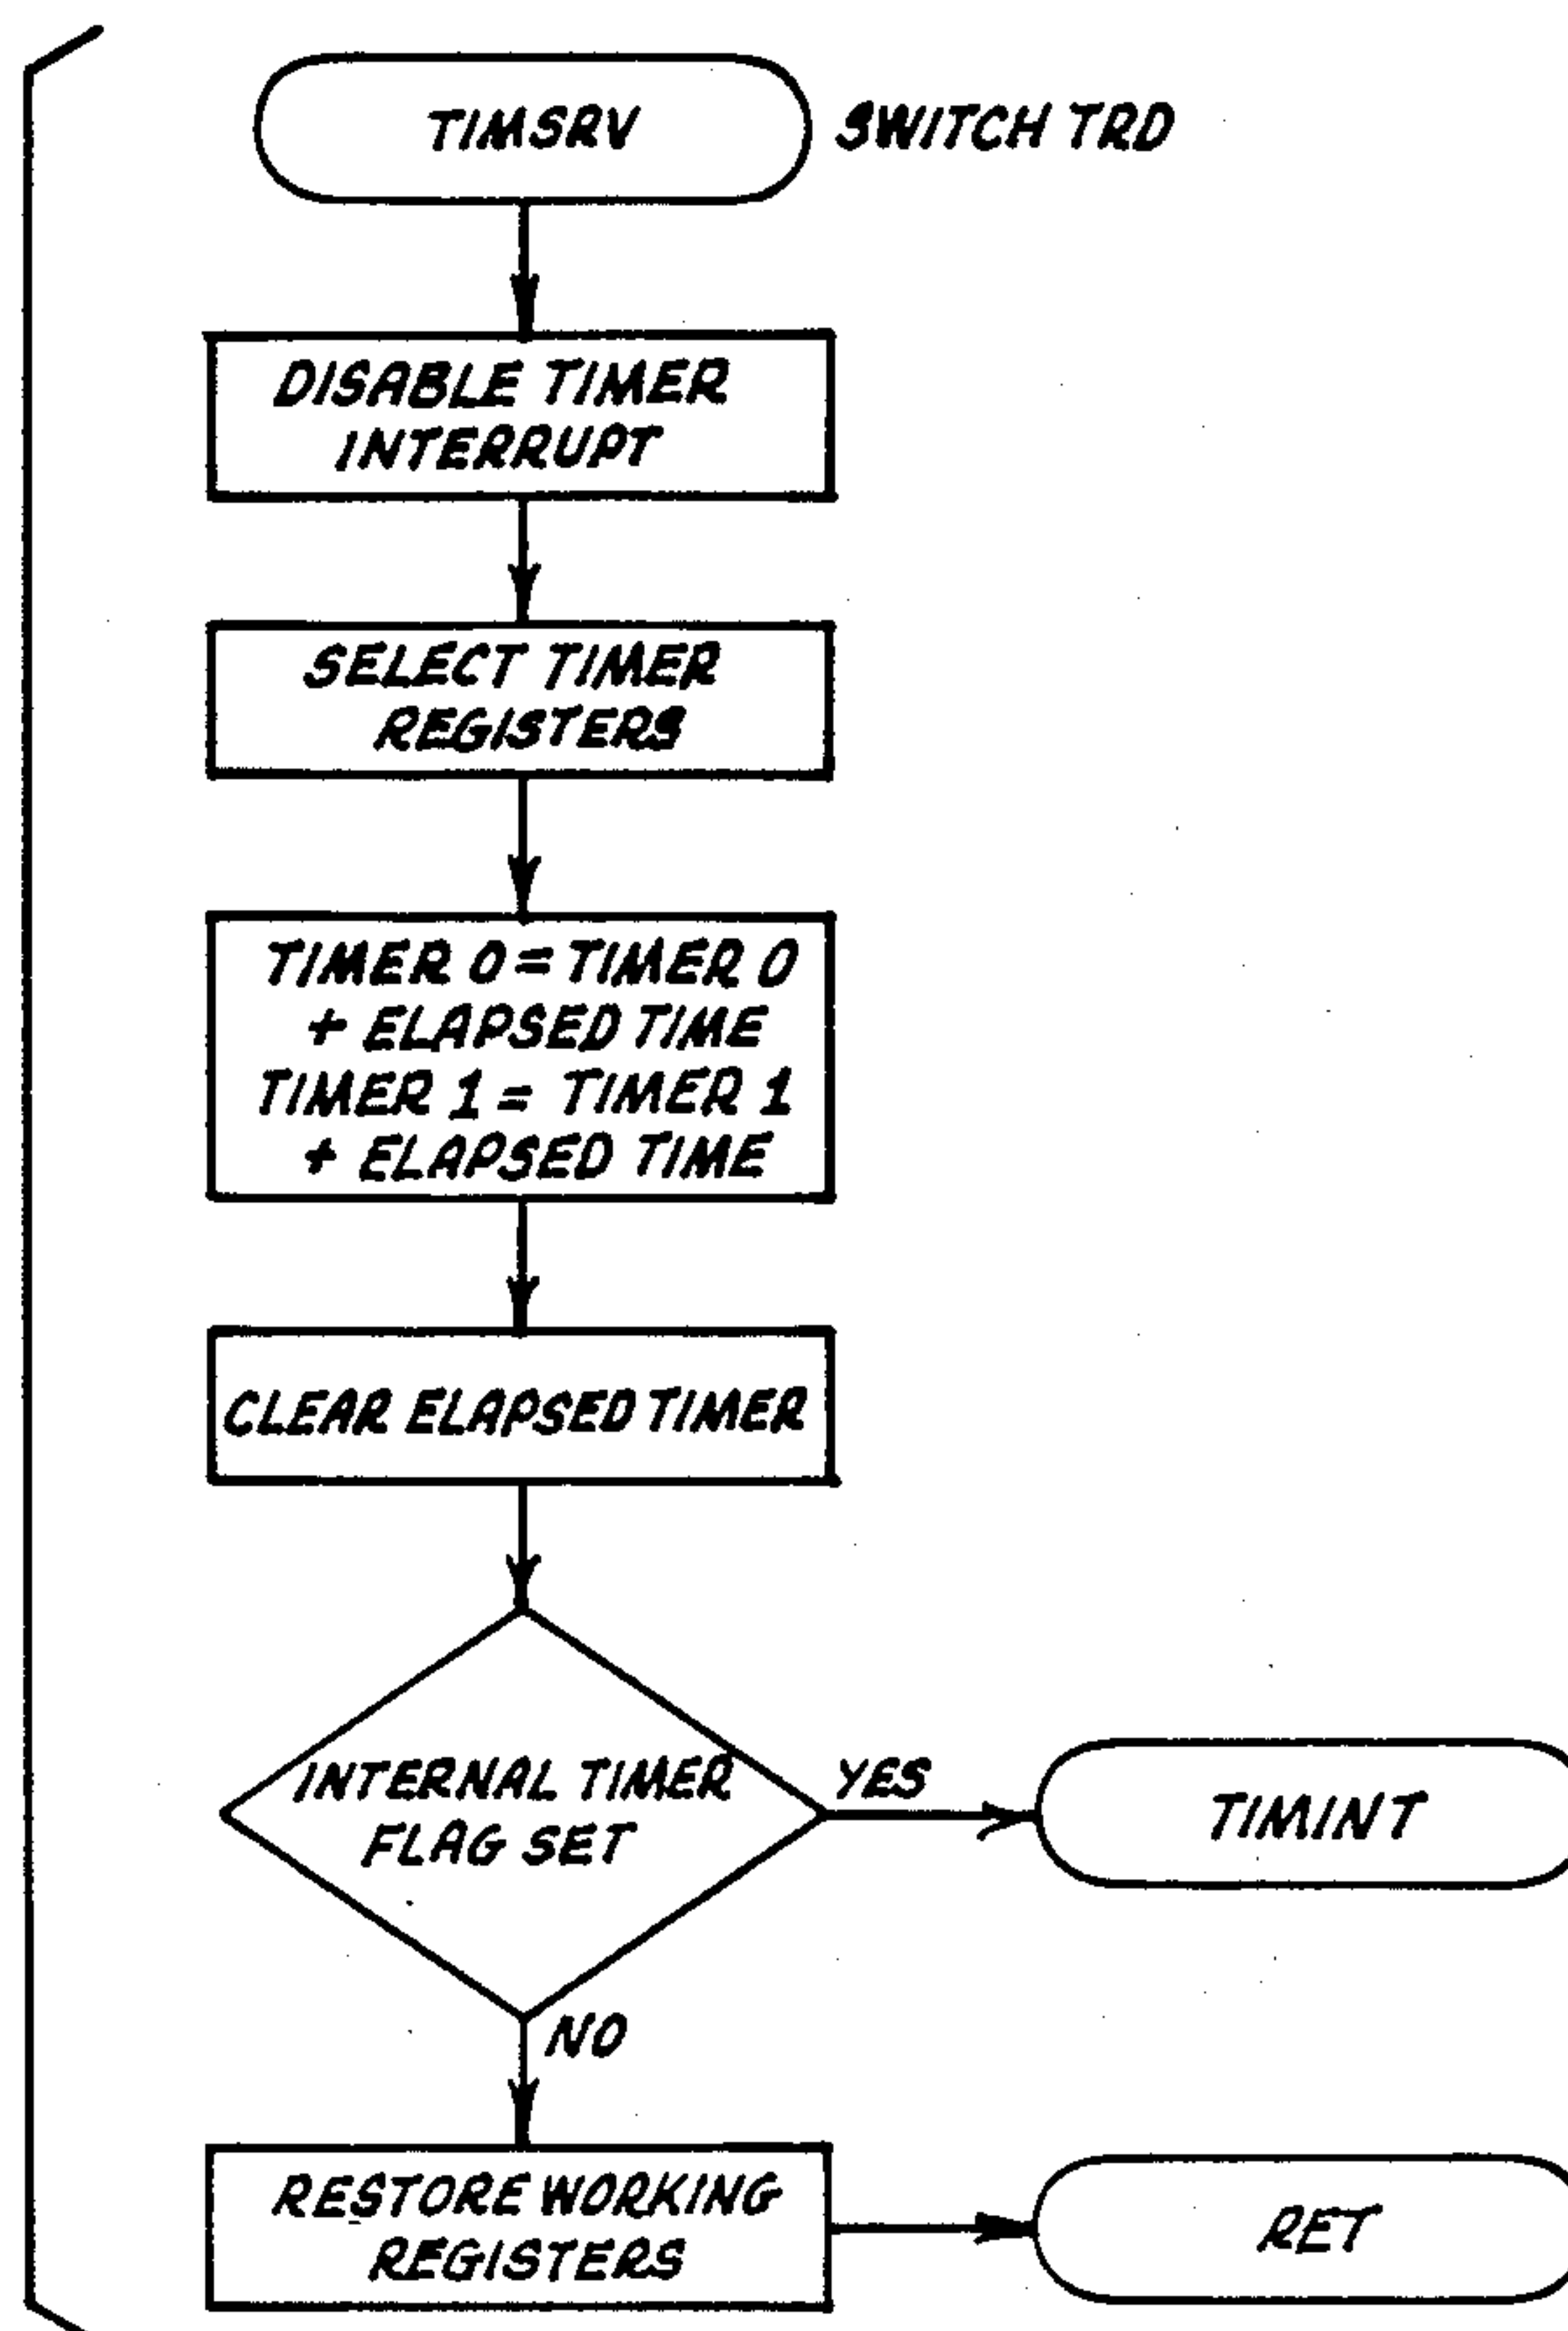 TIMSRV SWITCH TRD
DISABLE TIMER
INTERRUPT
SELECT TIMER
REGISTERS
TIMER 0 = TIMER 0
+ ELAPSED TIME
TIMER 1 = TIMER 1
+ ELAPSED TIME
CLEAR ELAPSED TIMER
INTERNAL TIMER
FLAG SET
YES
TIMINT
NO
RESTORE WORKING
REGISTERS
RET